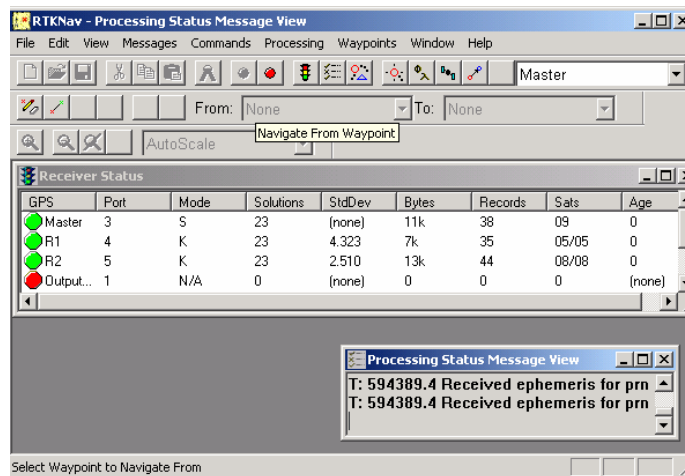 RTKNav - Processing Status Message View
File Edit View Messages Commands Processing Waypoints Window Help
Master
From: None To: None
Navigate From Waypoint
AutoScale
Receiver Status
GPS Port Mode Solutions StdDev Bytes Records Sats Age
Master 3 S 23 (none) 11k 38 09 0
R1 4 K 23 4.323 7k 35 05/05 0
R2 5 K 23 2.510 13k 44 08/08 0
Output... 1 N/A 0 (none) 0 0 0 (none)
Processing Status Message View
T: 594389.4 Received ephemeris for prn
T: 594389.4 Received ephemeris for prn
Select Waypoint to Navigate From